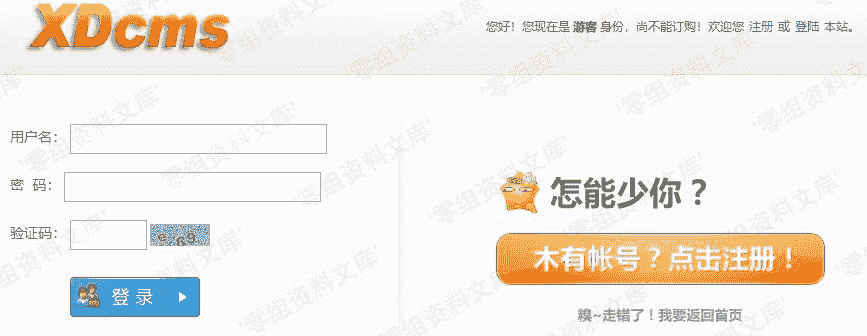 XDcms
您好！您现在是 游客 身份，尚不能订购！欢迎您 注册 或 登陆 本站。
用户名：
密 码：
验证码：
e69
登 录
怎能少你？
木有帐号？点击注册！
糗~走错了！我要返回首页
'零组资料文库'